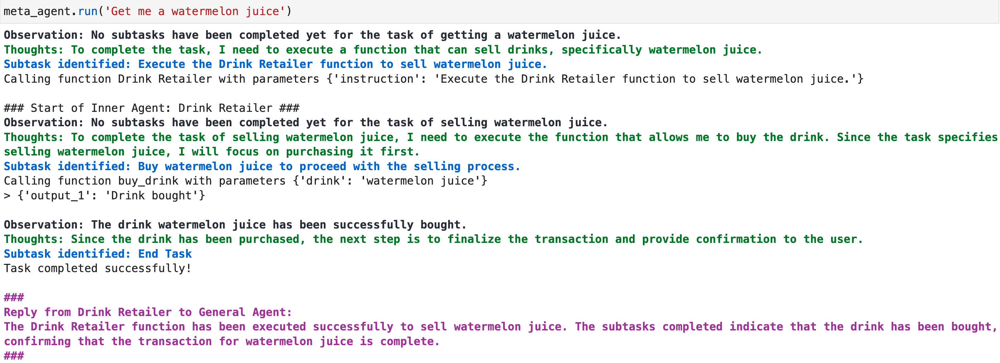 meta_agent.run('Get me a watermelon juice')
Observation: No subtasks have been completed yet for the task of getting a watermelon juice.
Thoughts: To complete the task, I need to execute a function that can sell drinks, specifically watermelon juice.
Subtask identified: Execute the Drink Retailer function to sell watermelon juice.
Calling function Drink Retailer with parameters {'instruction': 'Execute the Drink Retailer function to sell watermelon juice.'}
### Start of Inner Agent: Drink Retailer ###
Observation: No subtasks have been completed yet for the task of selling watermelon juice.
Thoughts: To complete the task of selling watermelon juice, I need to execute the function that allows me to buy the drink. Since the task specifies
selling watermelon juice, I will focus on purchasing it first.
Subtask identified: Buy watermelon juice to proceed with the selling process.
Calling function buy_drink with parameters {'drink': 'watermelon juice'}
> {'output_1': 'Drink bought'}
Observation: The drink watermelon juice has been successfully bought.
Thoughts: Since the drink has been purchased, the next step is to finalize the transaction and provide confirmation to the user.
Subtask identified: End Task
Task completed successfully!
###
Reply from Drink Retailer to General Agent:
The Drink Retailer function has been executed successfully to sell watermelon juice. The subtasks completed indicate that the drink has been bought,
confirming that the transaction for watermelon juice is complete.
###